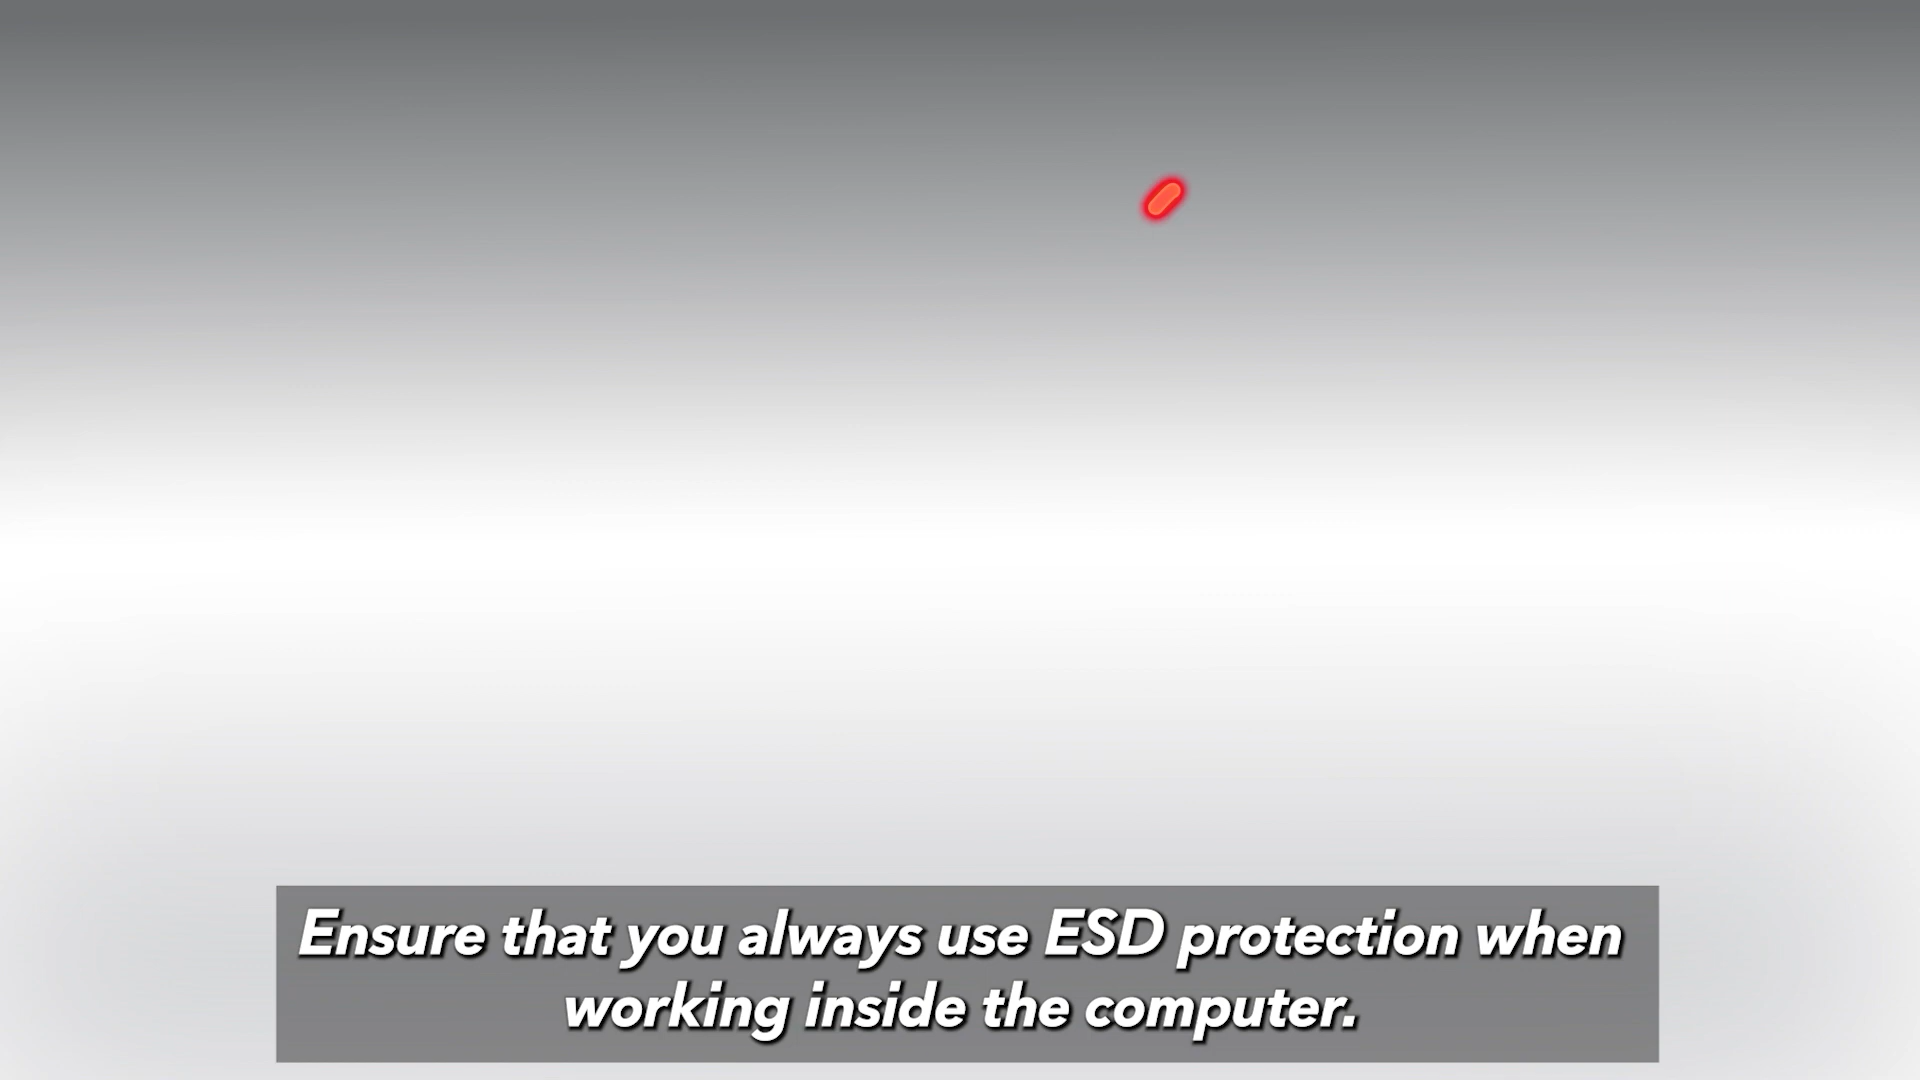 Ensure that you always use ESD protection when
working inside the computer.